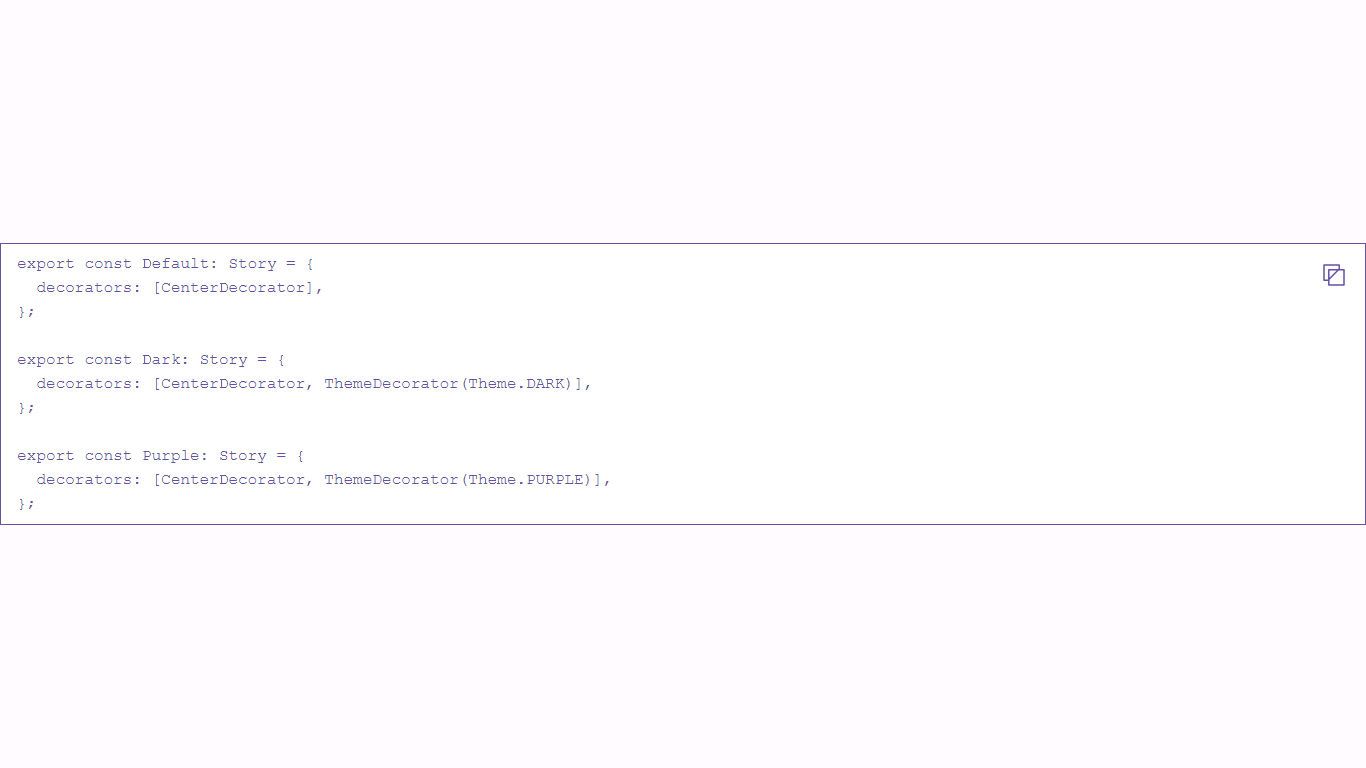 export const Default: Story = {
  decorators: [CenterDecorator],
};

export const Dark: Story = {
  decorators: [CenterDecorator, ThemeDecorator(Theme.DARK)],
};

export const Purple: Story = {
  decorators: [CenterDecorator, ThemeDecorator(Theme.PURPLE)],
};